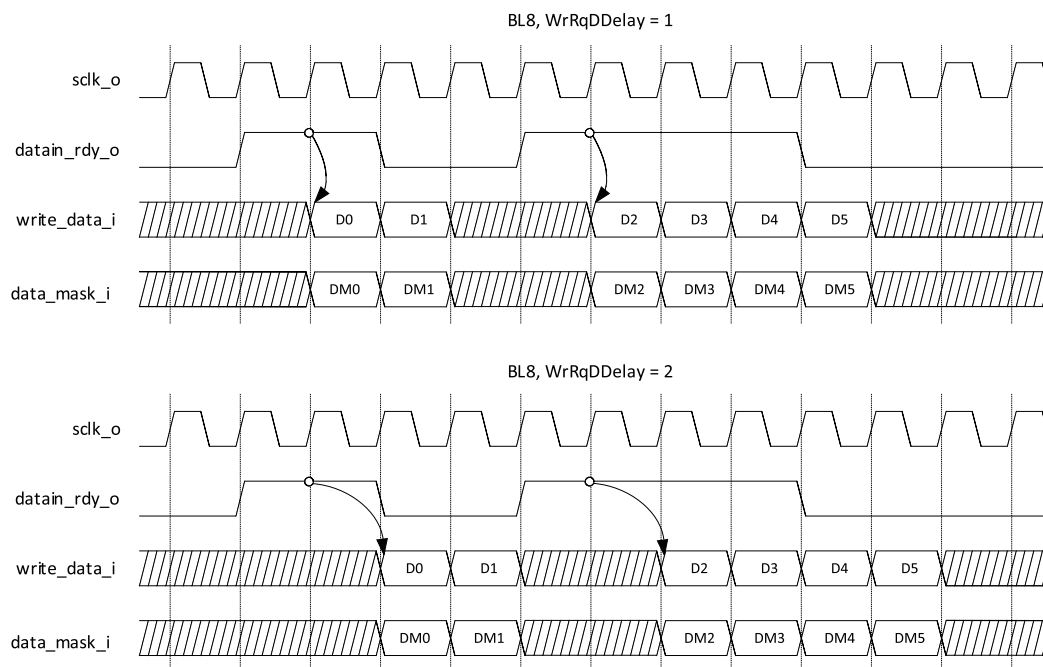 BL8, WrRqDDelay = 1
sclk_o
datain_rdy_o
write_data_i D0 D1 D2 D3 D4 D5
data_mask_i DM0 DM1 DM2 DM3 DM4 DM5
BL8, WrRqDDelay = 2
sclk_o
datain_rdy_o
write_data_i D0 D1 D2 D3 D4 D5
data_mask_i DM0 DM1 DM2 DM3 DM4 DM5